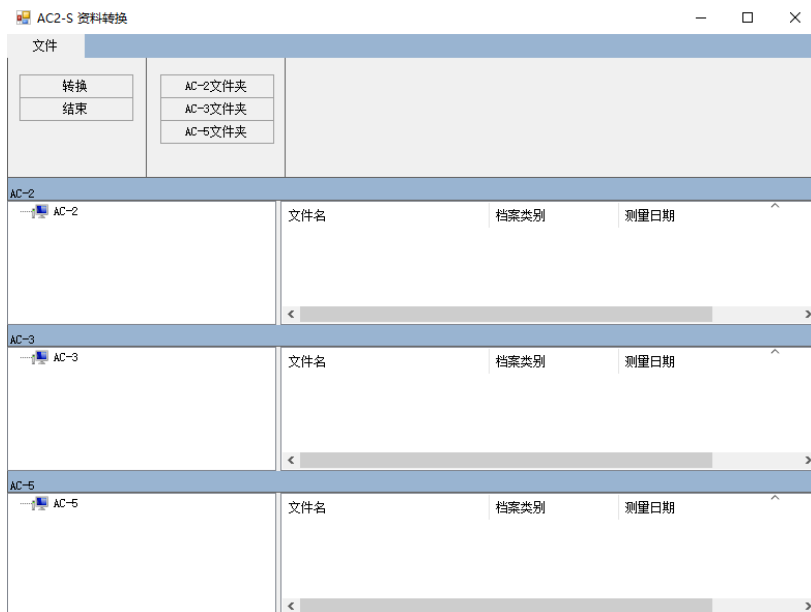 AC2-S 资料转换
文件
转换
结束
AC-2文件夹
AC-3文件夹
AC-5文件夹
AC-2
AC-2
文件名 档案类别 测量日期
AC-3
AC-3
文件名 档案类别 测量日期
AC-5
AC-5
文件名 档案类别 测量日期